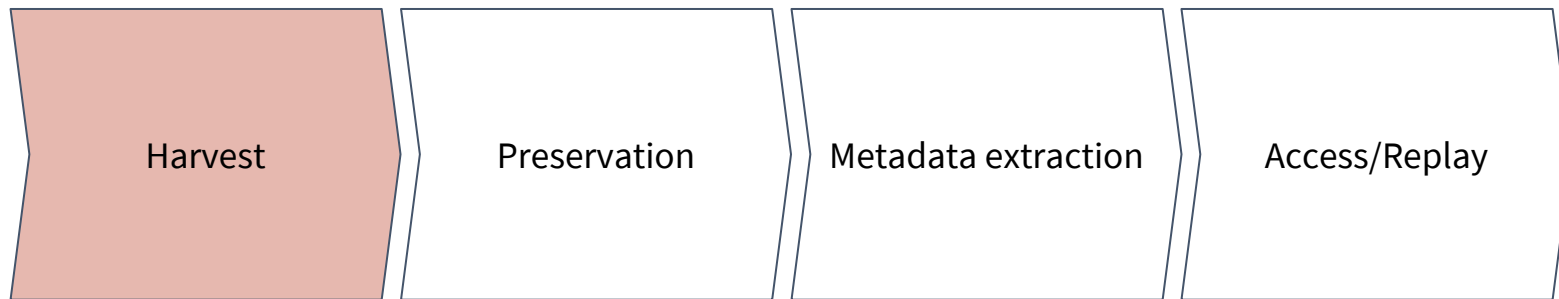 Harvest
Preservation
Metadata extraction
Access/Replay